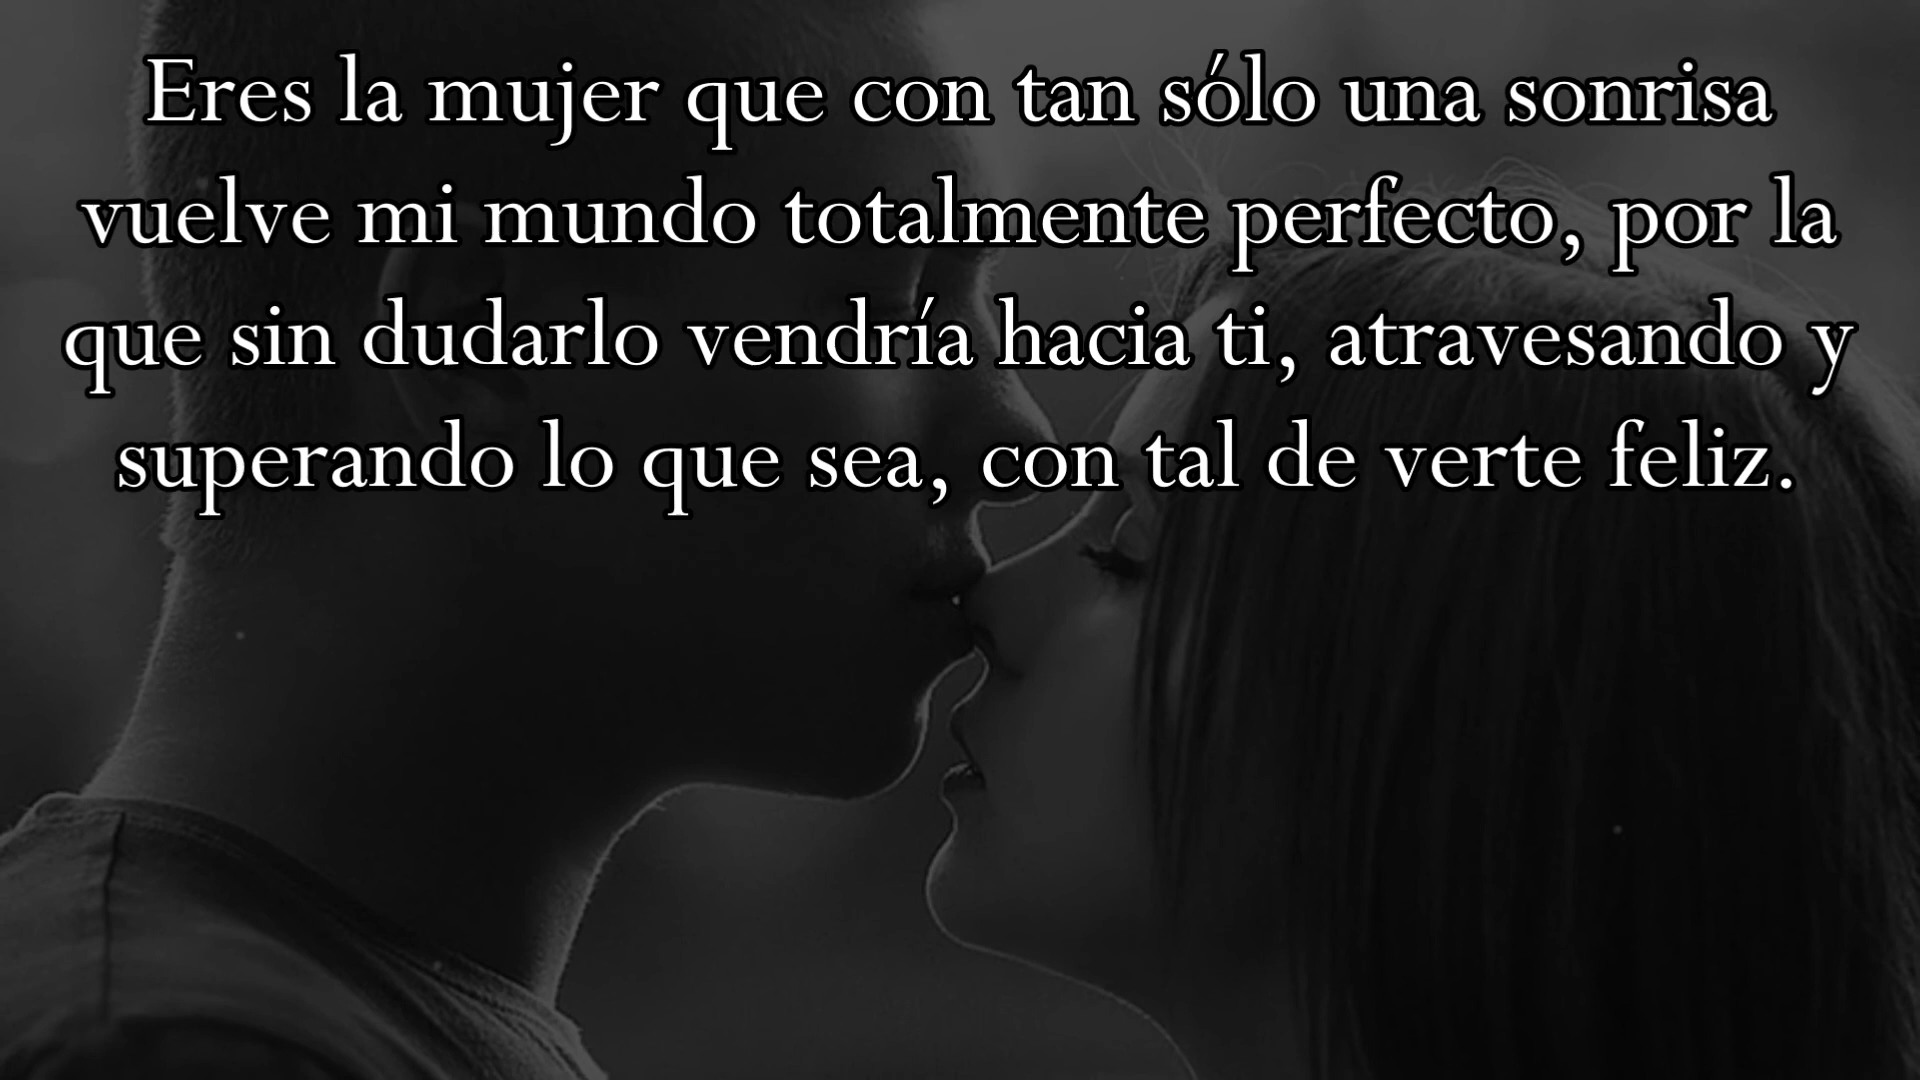 Eres la mujer que con tan sólo una sonrisa
vuelve mi mundo totalmente perfecto, por la
que sin dudarlo vendría hacia ti, atravesando y
superando lo que sea, con tal de verte feliz.